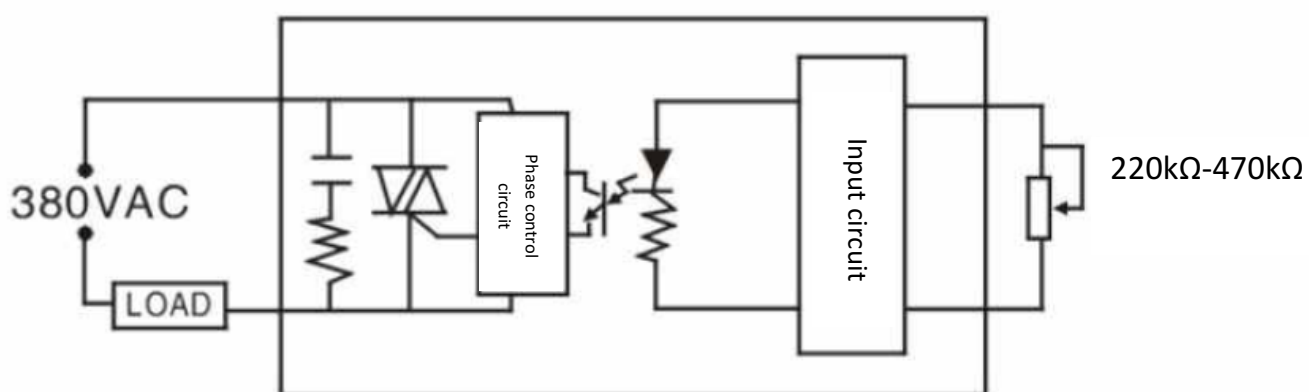 380VAC
LOAD
Phase control
circuit
Input circuit
220kΩ-470kΩ